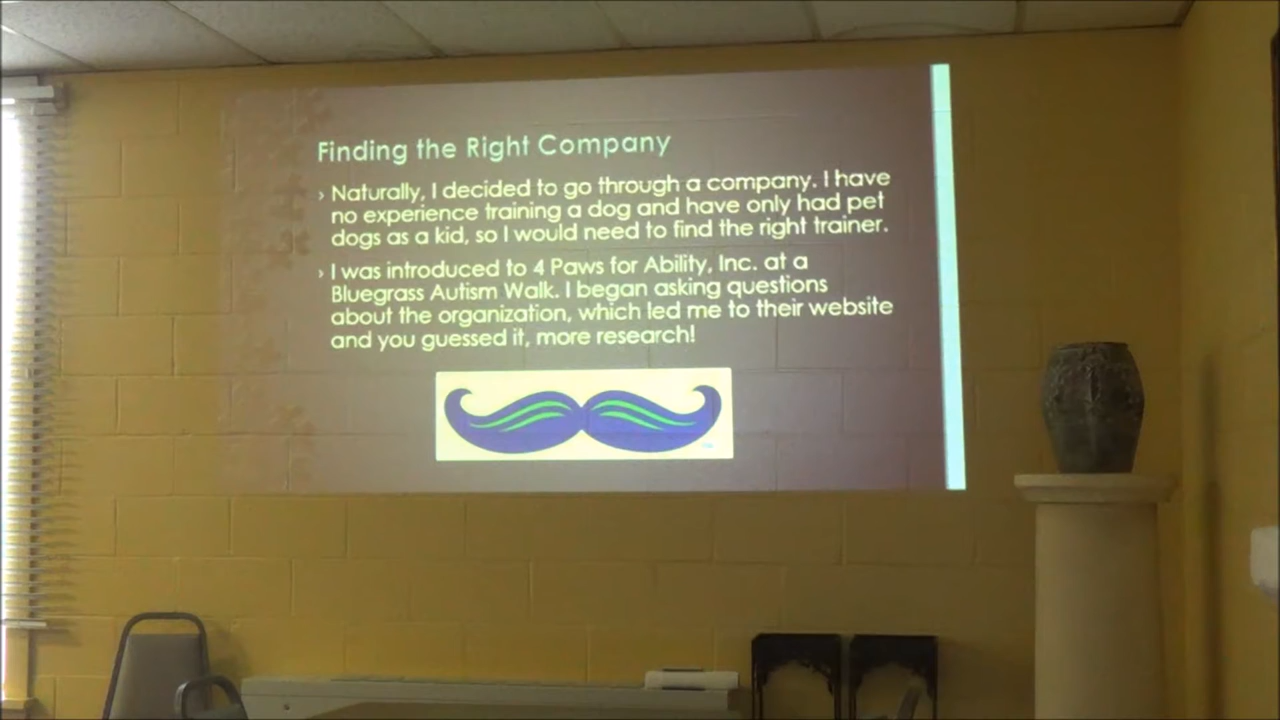 Finding the Right Company
› Naturally, I decided to go through a company. I have
no experience training a dog and have only had pet
dogs as a kid, so I would need to find the right trainer.
› I was introduced to 4 Paws for Ability, Inc. at a
Bluegrass Autism Walk. I began asking questions
about the organization, which led me to their website
and you guessed it, more research!